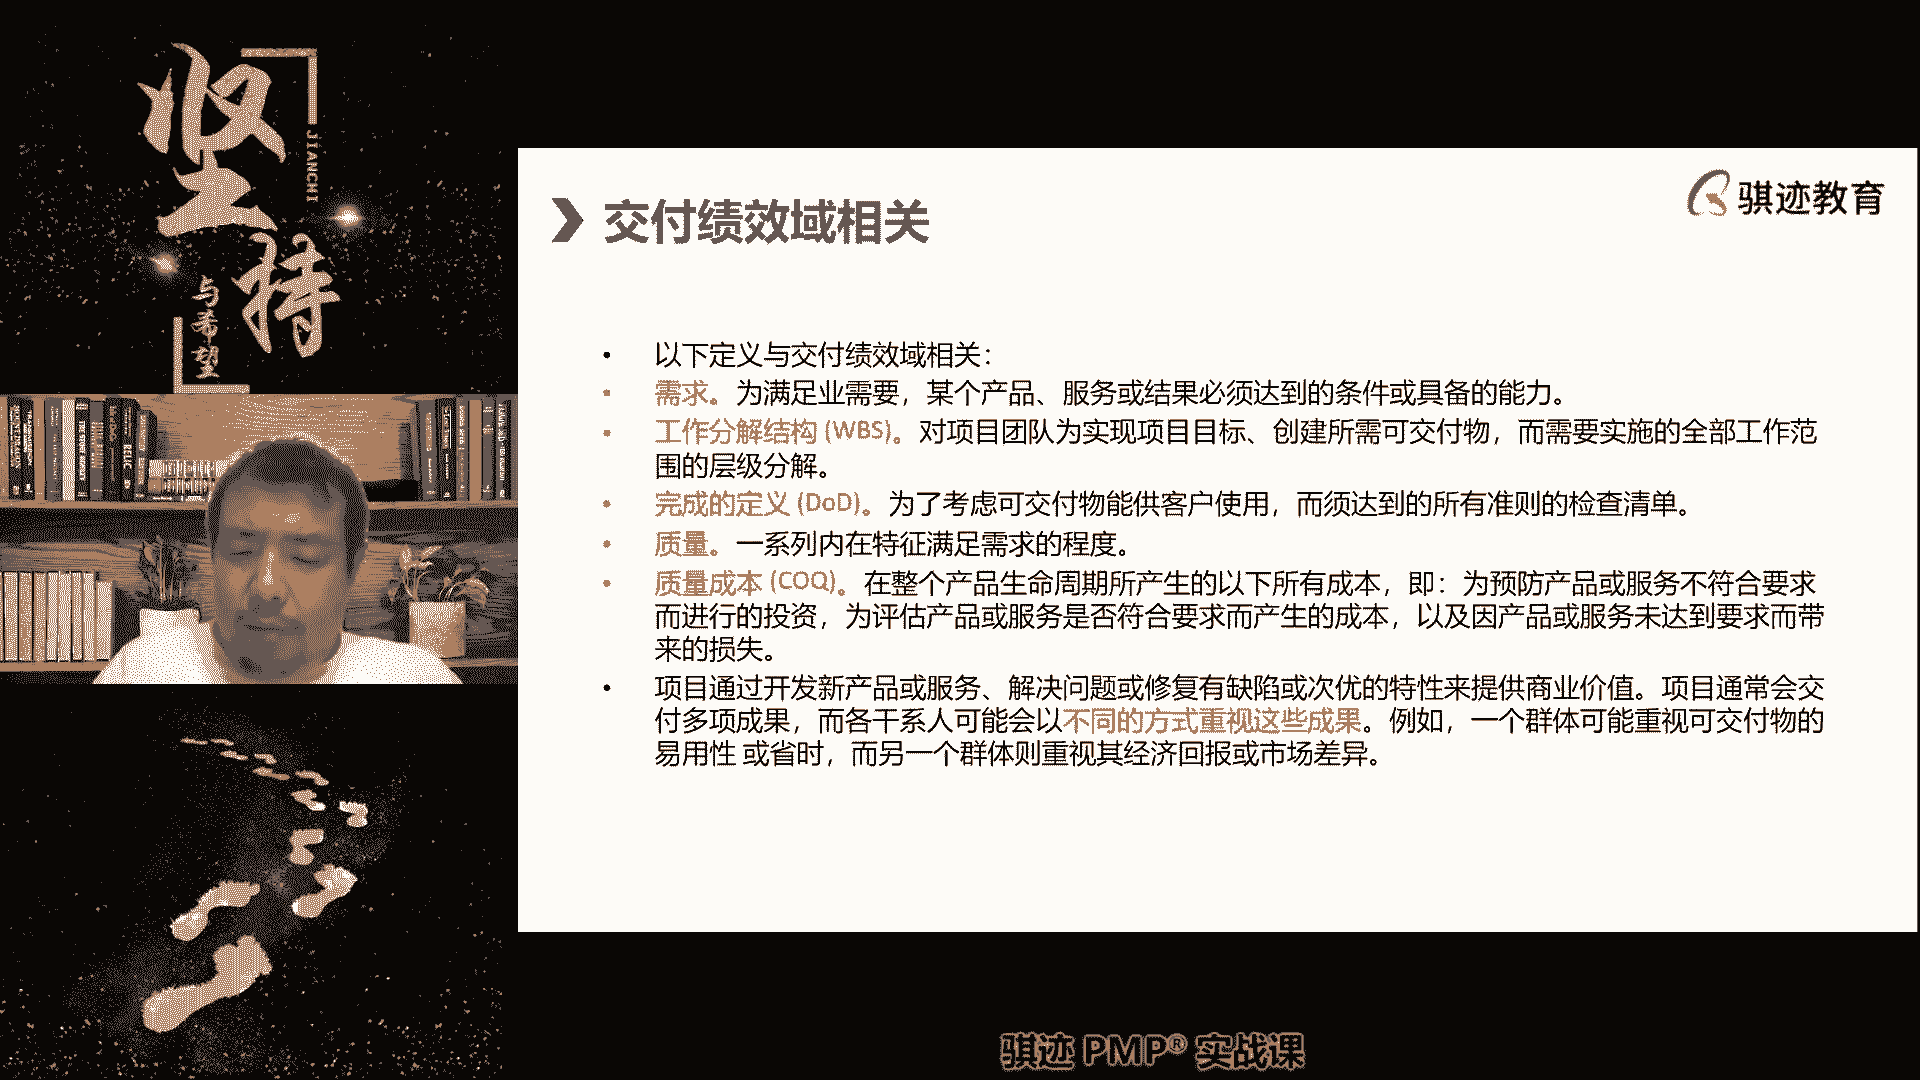 坚持
JIANCHI
与希望
骐迹教育
交付绩效域相关
• 以下定义与交付绩效域相关：
• 需求。为满足业需要，某个产品、服务或结果必须达到的条件或具备的能力。
• 工作分解结构 (WBS)。对项目团队为实现项目目标、创建所需可交付物，而需要实施的全部工作范
围的层级分解。
• 完成的定义 (DoD)。为了考虑可交付物能供客户使用，而须达到的所有准则的检查清单。
• 质量。一系列内在特征满足需求的程度。
• 质量成本 (COQ)。在整个产品生命周期所产生的以下所有成本，即：为预防产品或服务不符合要求
而进行的投资，为评估产品或服务是否符合要求而产生的成本，以及因产品或服务未达到要求而带
来的损失。
• 项目通过开发新产品或服务、解决问题或修复有缺陷或次优的特性来提供商业价值。项目通常会交
付多项成果，而各干系人可能会以不同的方式重视这些成果。例如，一个群体可能重视可交付物的
易用性 或省时，而另一个群体则重视其经济回报或市场差异。
骐迹 PMP® 实战课